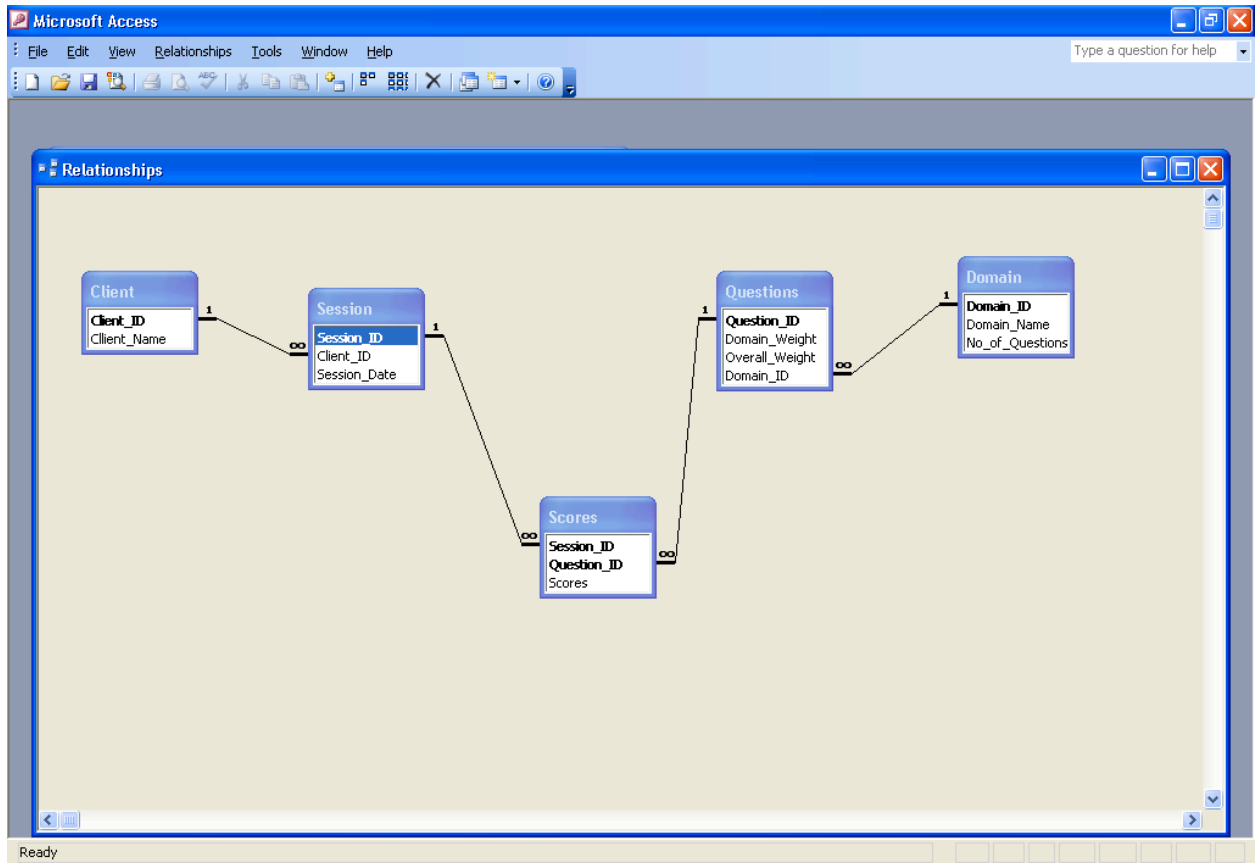 Microsoft Access
File Edit View Relationships Tools Window Help
Type a question for help
ABC
Relationships
Client
Client_ID
Cllient_Name
1
∞
Session
Session_ID
Client_ID
Session_Date
1
∞
Scores
Session_ID
Question_ID
Scores
∞
1
Questions
Question_ID
Domain_Weight
Overall_Weight
Domain_ID
∞
1
Domain
Domain_ID
Domain_Name
No_of_Questions
Ready